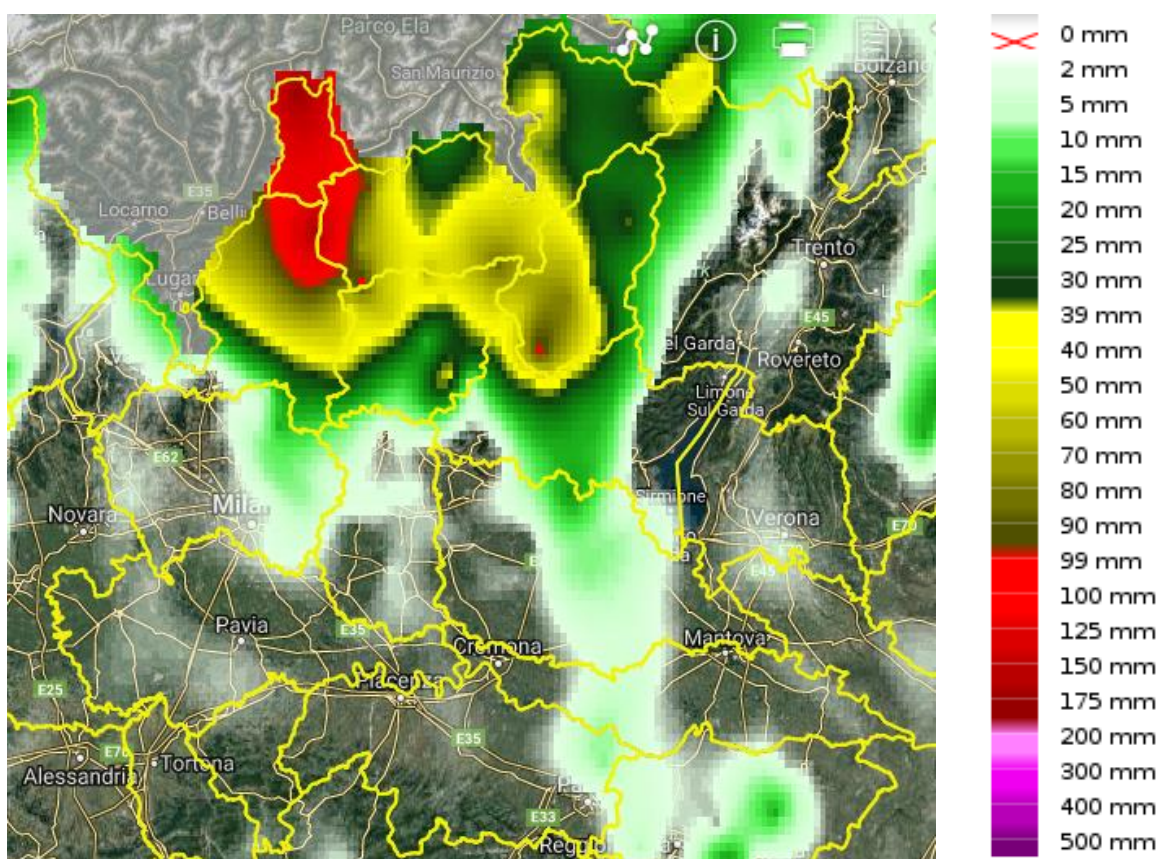 Parco Ela
San Maurizio
i
Bolzano
E35
Locarno
Belli
Lugan
Trento
E45
el Garda
Rovereto
Limone
Sul Garda
E62
Sirmione
Novara
Mila
Verona
E70
E45
Pavia
E35
Cremona
Mantova
E25
Piacenza
E35
Alessandria
Tortona
E33
Reggio
0 mm
2 mm
5 mm
10 mm
15 mm
20 mm
25 mm
30 mm
39 mm
40 mm
50 mm
60 mm
70 mm
80 mm
90 mm
99 mm
100 mm
125 mm
150 mm
175 mm
200 mm
300 mm
400 mm
500 mm